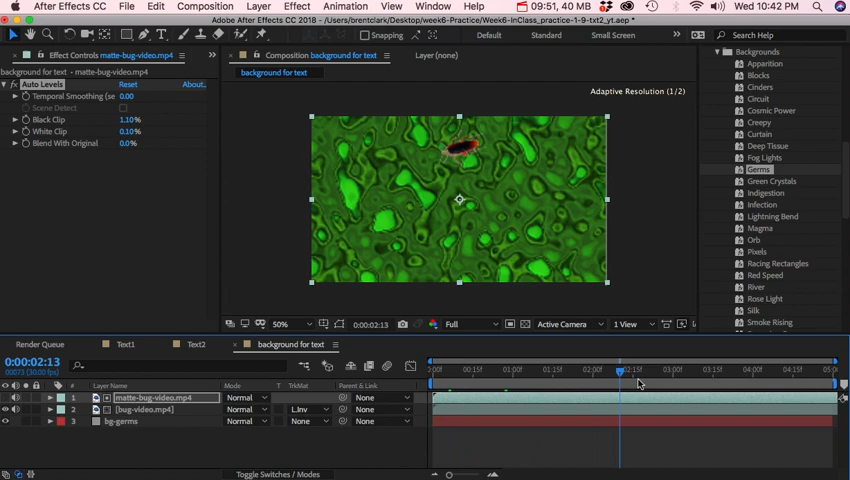 After Effects CC File Edit Composition Layer Effect Animation View Window Help 09:51, 40 MB Wed 10:42 PM
Adobe After Effects CC 2018 - /Users/brentclark/Desktop/week6-Practice/Week6-InClass_practice-1-9-txt2_yt.aep *
Snapping Default Standard Small Screen Search Help
Effect Controls matte-bug-video.mp4
background for text • matte-bug-video.mp4
fx Auto Levels Reset About...
Temporal Smoothing (se 0.00
Scene Detect
Black Clip 1.10%
White Clip 0.10%
Blend With Original 0.0%
Composition background for text Layer (none)
background for text
Adaptive Resolution (1/2)
50% 0:00:02:13 Full Active Camera 1 View
Backgrounds
Apparition
Blocks
Cinders
Circuit
Cosmic Power
Creepy
Curtain
Deep Tissue
Fog Lights
Germs
Green Crystals
Indigestion
Infection
Lightning Bend
Magma
Orb
Pixels
Racing Rectangles
Red Speed
River
Rose Light
Silk
Smoke Rising
Render Queue Text1 Text2 background for text
0:00:02:13
00073 (30.00 fps)
:00f 00:15f 01:00f 01:15f 02:00f 02:15f 03:00f 03:15f 04:00f 04:15f 05:0
# Layer Name Mode T TrkMat Parent & Link
1 matte-bug-video.mp4 Normal None
2 [bug-video.mp4] Normal L.Inv None
3 bg-germs Normal None
Toggle Switches / Modes